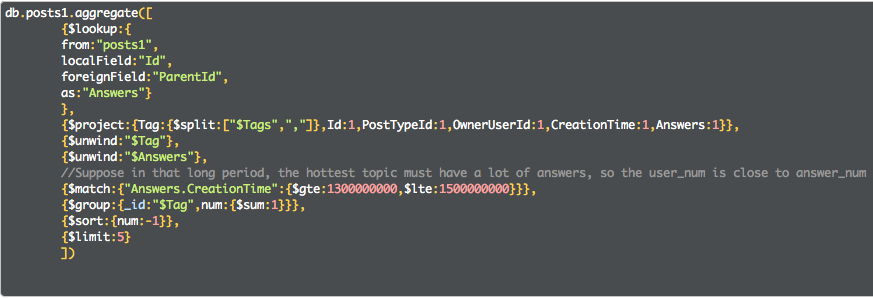 db.posts1.aggregate([
{$lookup:{
from:"posts1",
localField:"Id",
foreignField:"ParentId",
as:"Answers"}
},
{$project:{Tag:{$split:["$Tags",","]},Id:1,PostTypeId:1,OwnerUserId:1,CreationTime:1,Answers:1}},
{$unwind:"$Tag"},
{$unwind:"$Answers"},
//Suppose in that long period, the hottest topic must have a lot of answers, so the user_num is close to answer_num
{$match:{"Answers.CreationTime":{$gte:1300000000,$lte:1500000000}}},
{$group:{_id:"$Tag",num:{$sum:1}}},
{$sort:{num:-1}},
{$limit:5}
])